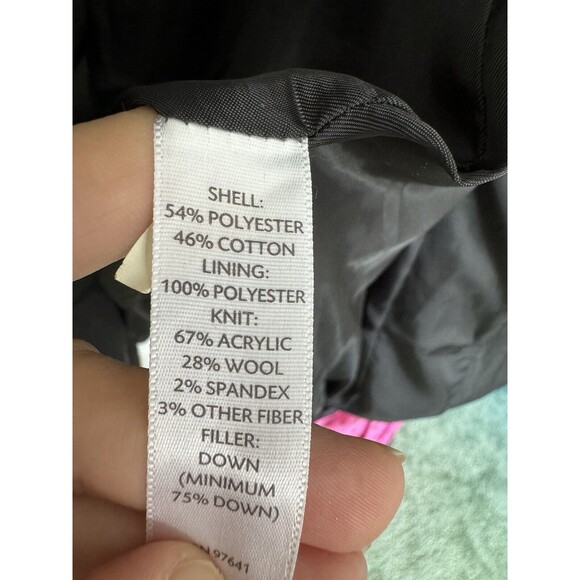 SHELL:
54% POLYESTER
46% COTTON
LINING:
100% POLYESTER
KNIT:
67% ACRYLIC
28% WOOL
2% SPANDEX
3% OTHER FIBER
FILLER:
DOWN
(MINIMUM
75% DOWN)
N 97641